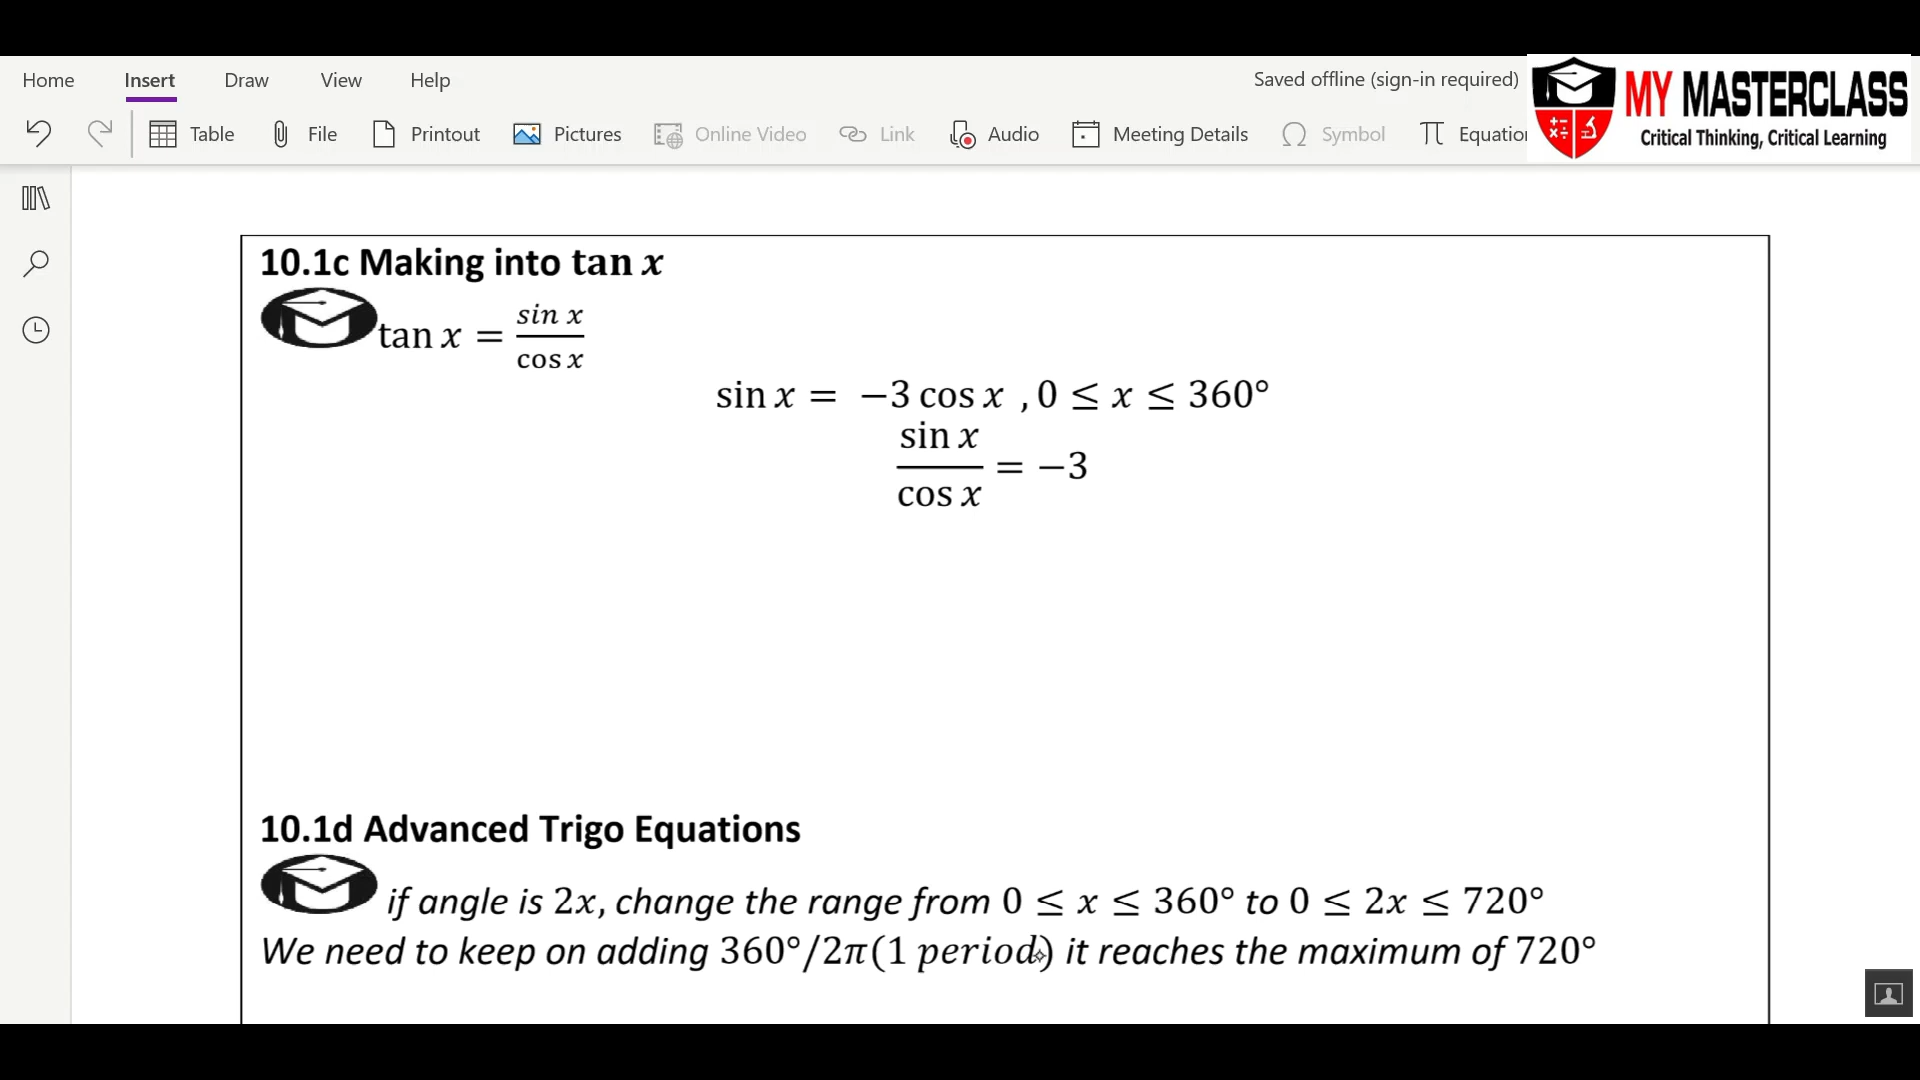 Home Insert Draw View Help Saved offline (sign-in required)
Table File Printout Pictures Online Video Link Audio Meeting Details Symbol Equation
MY MASTERCLASS
Critical Thinking, Critical Learning
10.1c Making into tan x
tan x = sin x / cos x
sin x = −3 cos x , 0 ≤ x ≤ 360°
sin x / cos x = −3
10.1d Advanced Trigo Equations
if angle is 2x, change the range from 0 ≤ x ≤ 360° to 0 ≤ 2x ≤ 720°
We need to keep on adding 360°/2π(1 period) it reaches the maximum of 720°